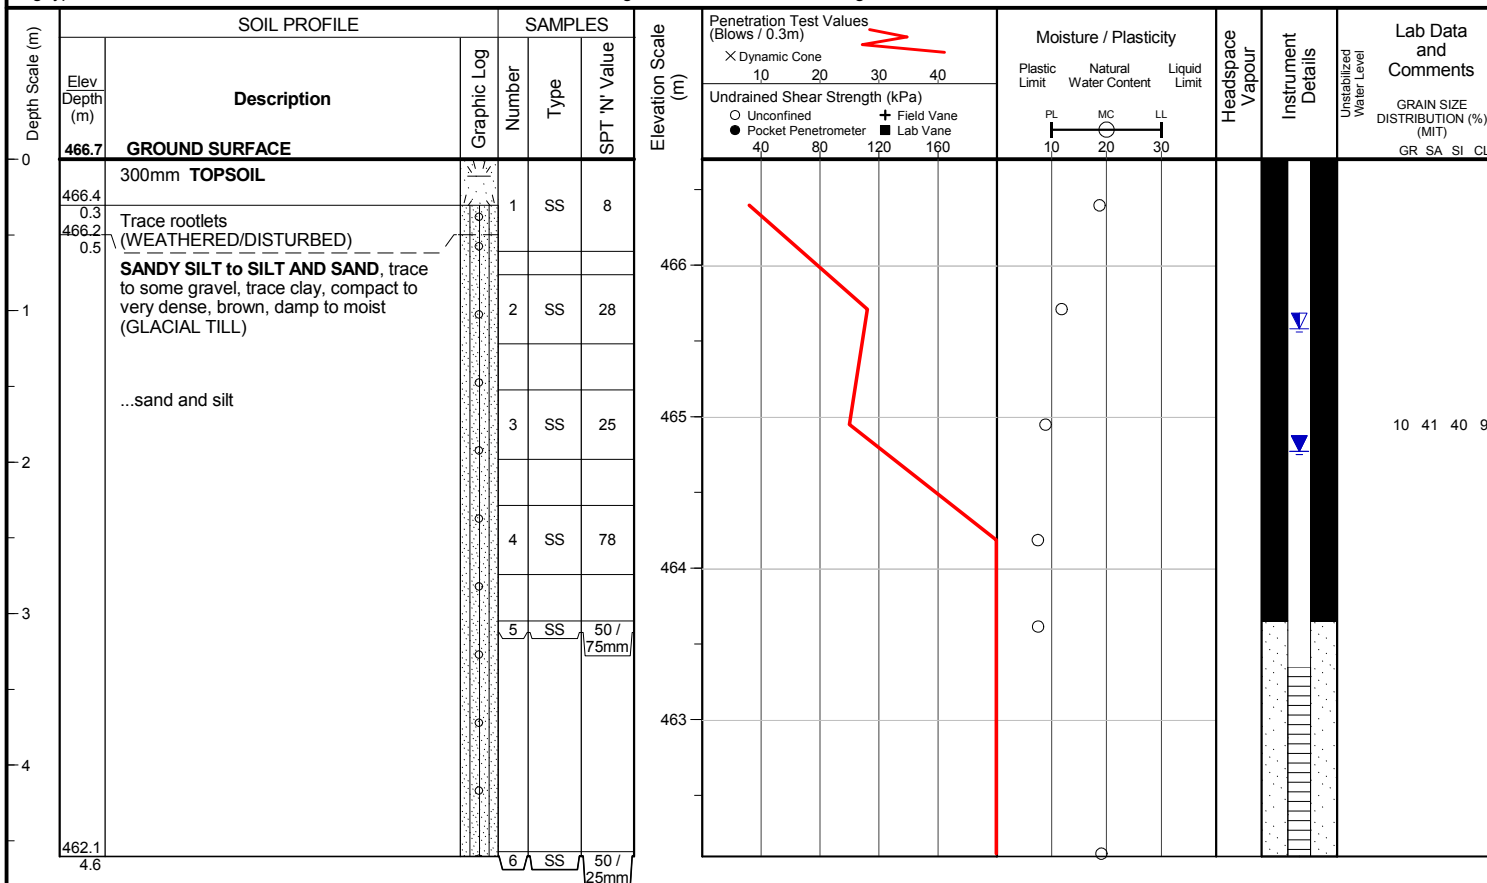 SOIL PROFILE
SAMPLES
Depth Scale (m)
Elev
Depth
(m)
Description
Graphic Log
Number
Type
SPT 'N' Value
Elevation Scale
(m)
Penetration Test Values
(Blows / 0.3m)
× Dynamic Cone
10 20 30 40
Undrained Shear Strength (kPa)
Unconfined
Field Vane
Pocket Penetrometer
Lab Vane
40 80 120 160
Moisture / Plasticity
Plastic
Limit
Natural
Water Content
Liquid
Limit
PL MC LL
10 20 30
Headspace
Vapour
Instrument
Details
Unstabilized
Water Level
Lab Data
and
Comments
GRAIN SIZE
DISTRIBUTION (%)
(MIT)
GR SA SI CL
466.7 GROUND SURFACE
0
300mm TOPSOIL
466.4
0.3
1 SS 8
Trace rootlets
(WEATHERED/DISTURBED)
466.2
0.5
SANDY SILT to SILT AND SAND, trace
to some gravel, trace clay, compact to
very dense, brown, damp to moist
(GLACIAL TILL)
466
1
2 SS 28
...sand and silt
465
3 SS 25
10 41 40 9
2
4 SS 78
464
3
5 SS 50 /
75mm
463
4
462.1
4.6
6 SS 50 /
25mm